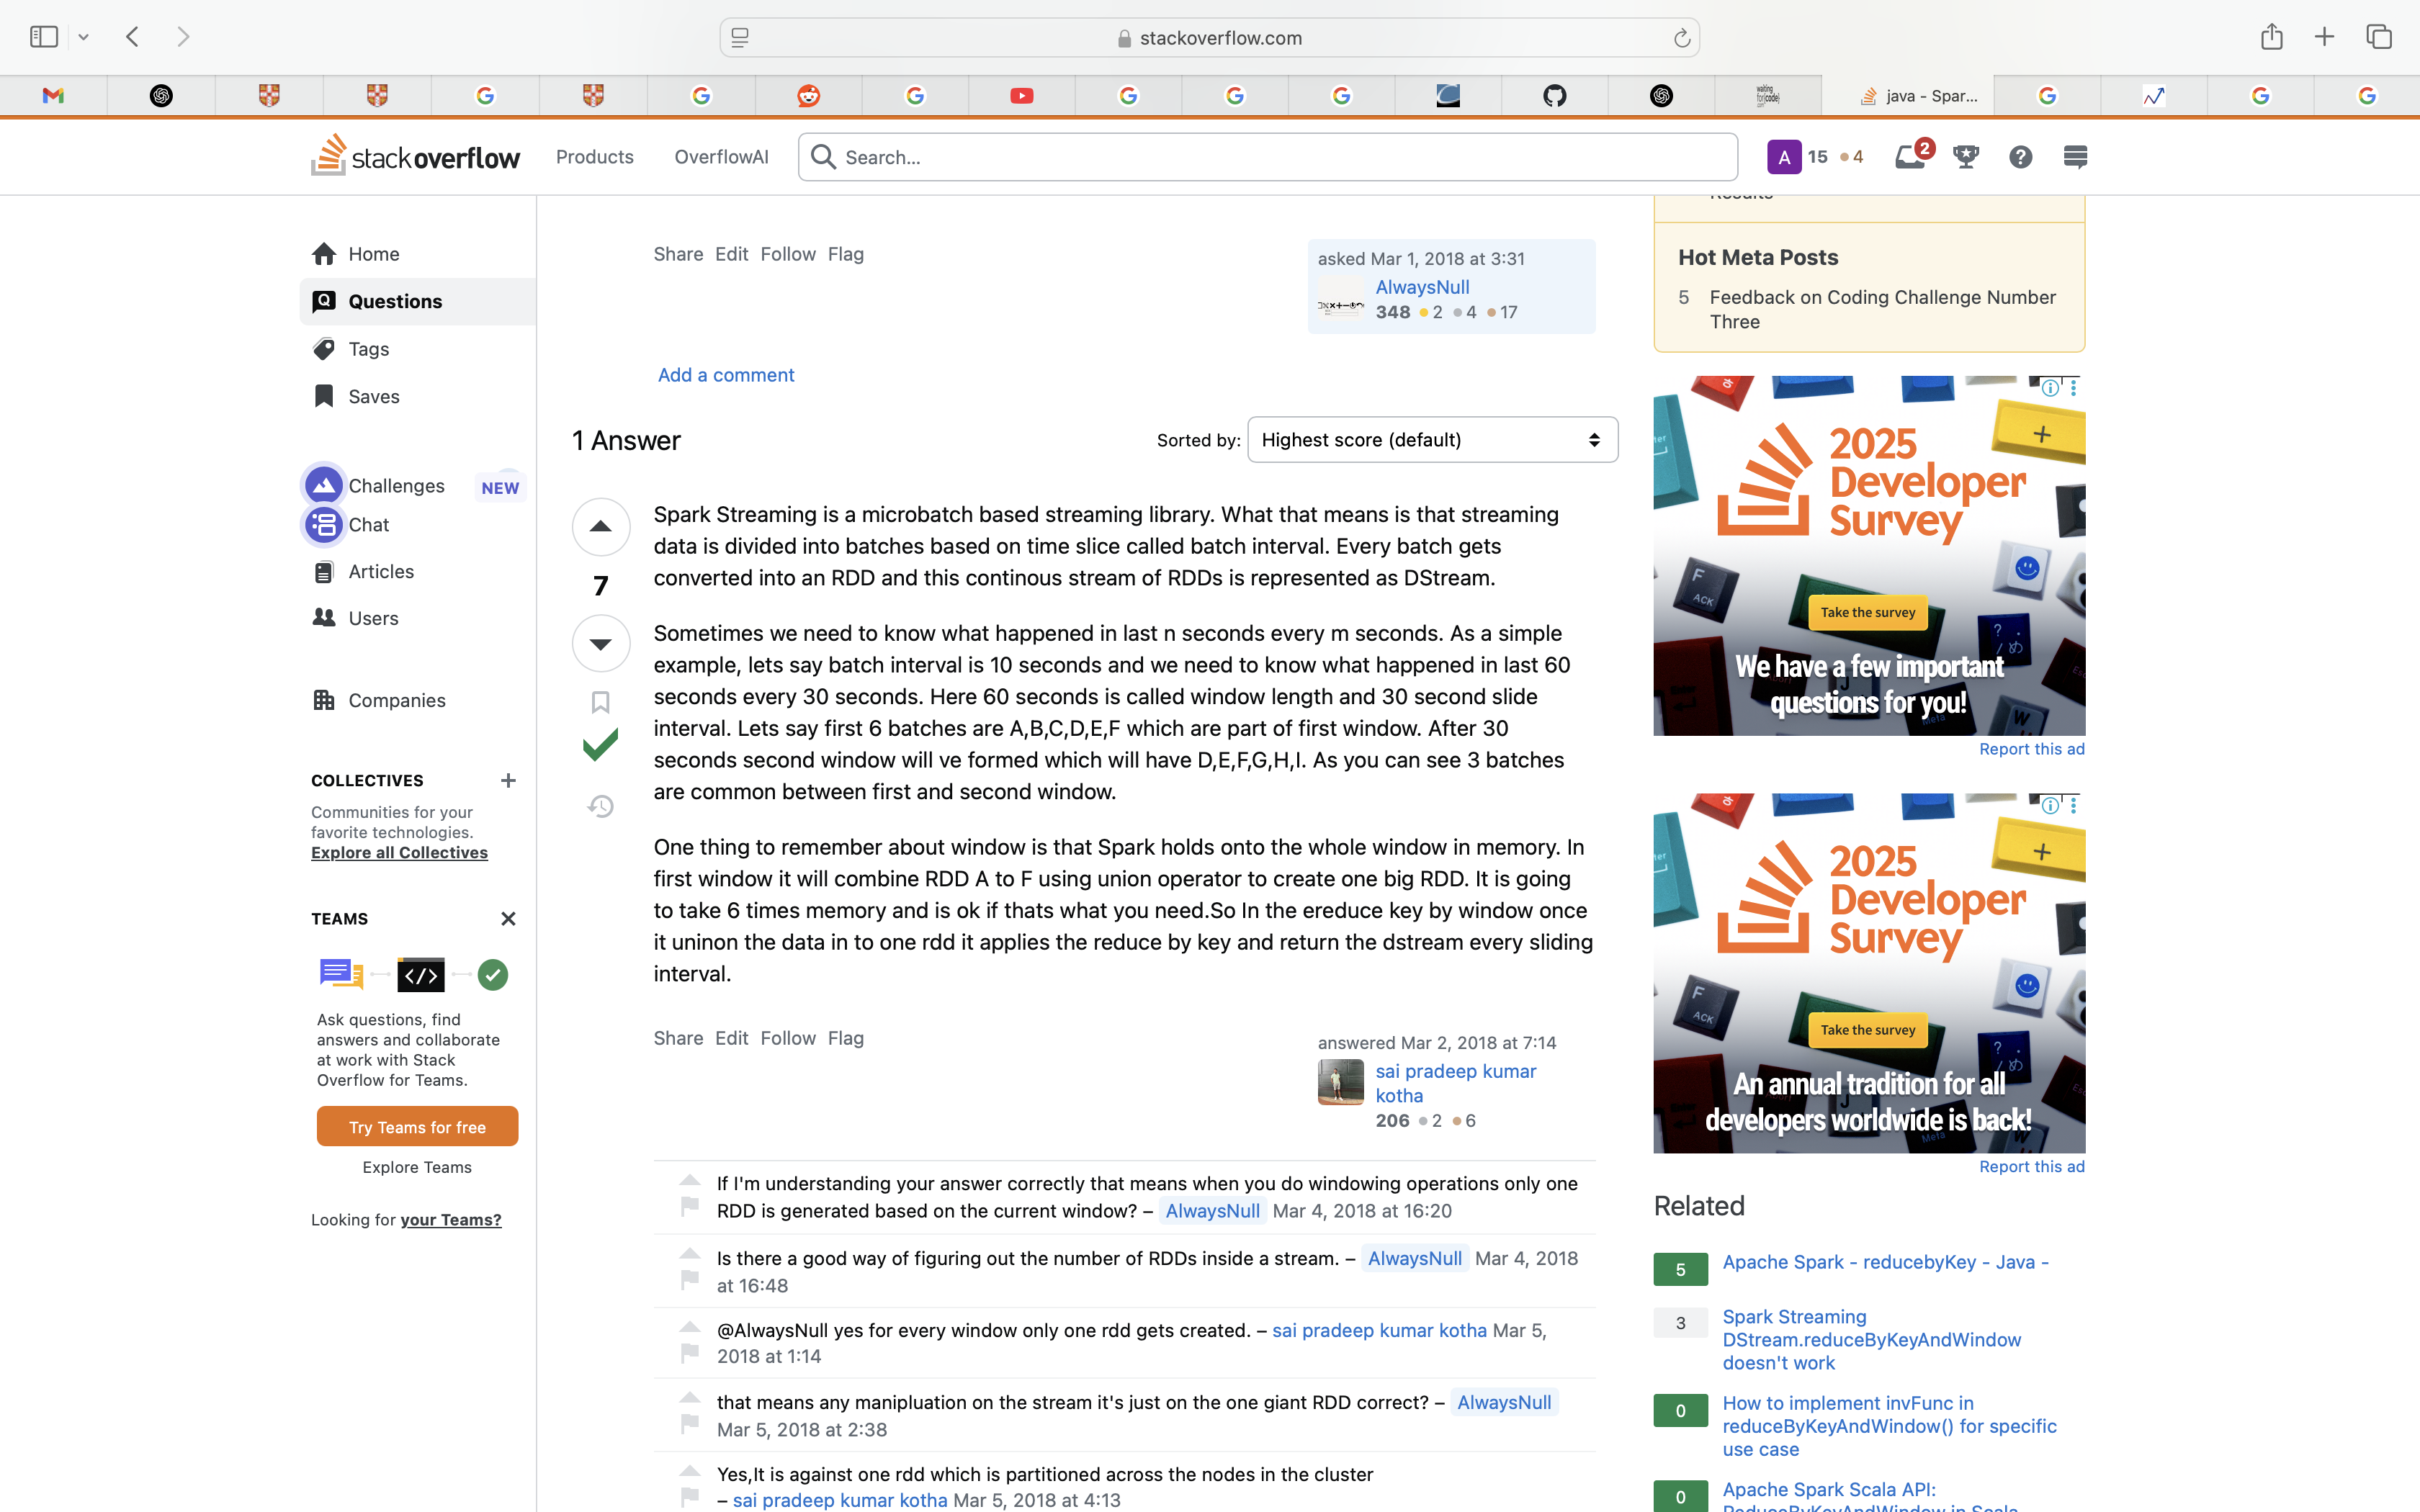 stackoverflow.com
java - Spar...
stackoverflow
Products
OverflowAI
Search...
A
15
4
2
Home
Questions
Tags
Saves
Challenges
NEW
Chat
Articles
Users
Companies
COLLECTIVES
Communities for your
favorite technologies.
Explore all Collectives
TEAMS
Ask questions, find
answers and collaborate
at work with Stack
Overflow for Teams.
Try Teams for free
Explore Teams
Looking for your Teams?
Share Edit Follow Flag
asked Mar 1, 2018 at 3:31
AlwaysNull
348 2 4 17
Add a comment
1 Answer
Sorted by:
Highest score (default)
7
Spark Streaming is a microbatch based streaming library. What that means is that streaming
data is divided into batches based on time slice called batch interval. Every batch gets
converted into an RDD and this continous stream of RDDs is represented as DStream.
Sometimes we need to know what happened in last n seconds every m seconds. As a simple
example, lets say batch interval is 10 seconds and we need to know what happened in last 60
seconds every 30 seconds. Here 60 seconds is called window length and 30 second slide
interval. Lets say first 6 batches are A,B,C,D,E,F which are part of first window. After 30
seconds second window will ve formed which will have D,E,F,G,H,I. As you can see 3 batches
are common between first and second window.
One thing to remember about window is that Spark holds onto the whole window in memory. In
first window it will combine RDD A to F using union operator to create one big RDD. It is going
to take 6 times memory and is ok if thats what you need.So In the ereduce key by window once
it uninon the data in to one rdd it applies the reduce by key and return the dstream every sliding
interval.
Share Edit Follow Flag
answered Mar 2, 2018 at 7:14
sai pradeep kumar
kotha
206 2 6
If I'm understanding your answer correctly that means when you do windowing operations only one
RDD is generated based on the current window? – AlwaysNull Mar 4, 2018 at 16:20
Is there a good way of figuring out the number of RDDs inside a stream. – AlwaysNull Mar 4, 2018
at 16:48
@AlwaysNull yes for every window only one rdd gets created. – sai pradeep kumar kotha Mar 5,
2018 at 1:14
that means any manipluation on the stream it's just on the one giant RDD correct? – AlwaysNull
Mar 5, 2018 at 2:38
Yes,It is against one rdd which is partitioned across the nodes in the cluster
– sai pradeep kumar kotha Mar 5, 2018 at 4:13
Hot Meta Posts
5 Feedback on Coding Challenge Number
Three
2025
Developer
Survey
Take the survey
We have a few important
questions for you!
Report this ad
2025
Developer
Survey
Take the survey
An annual tradition for all
developers worldwide is back!
Report this ad
Related
5 Apache Spark - reducebyKey - Java -
3 Spark Streaming
DStream.reduceByKeyAndWindow
doesn't work
0 How to implement invFunc in
reduceByKeyAndWindow() for specific
use case
0 Apache Spark Scala API: